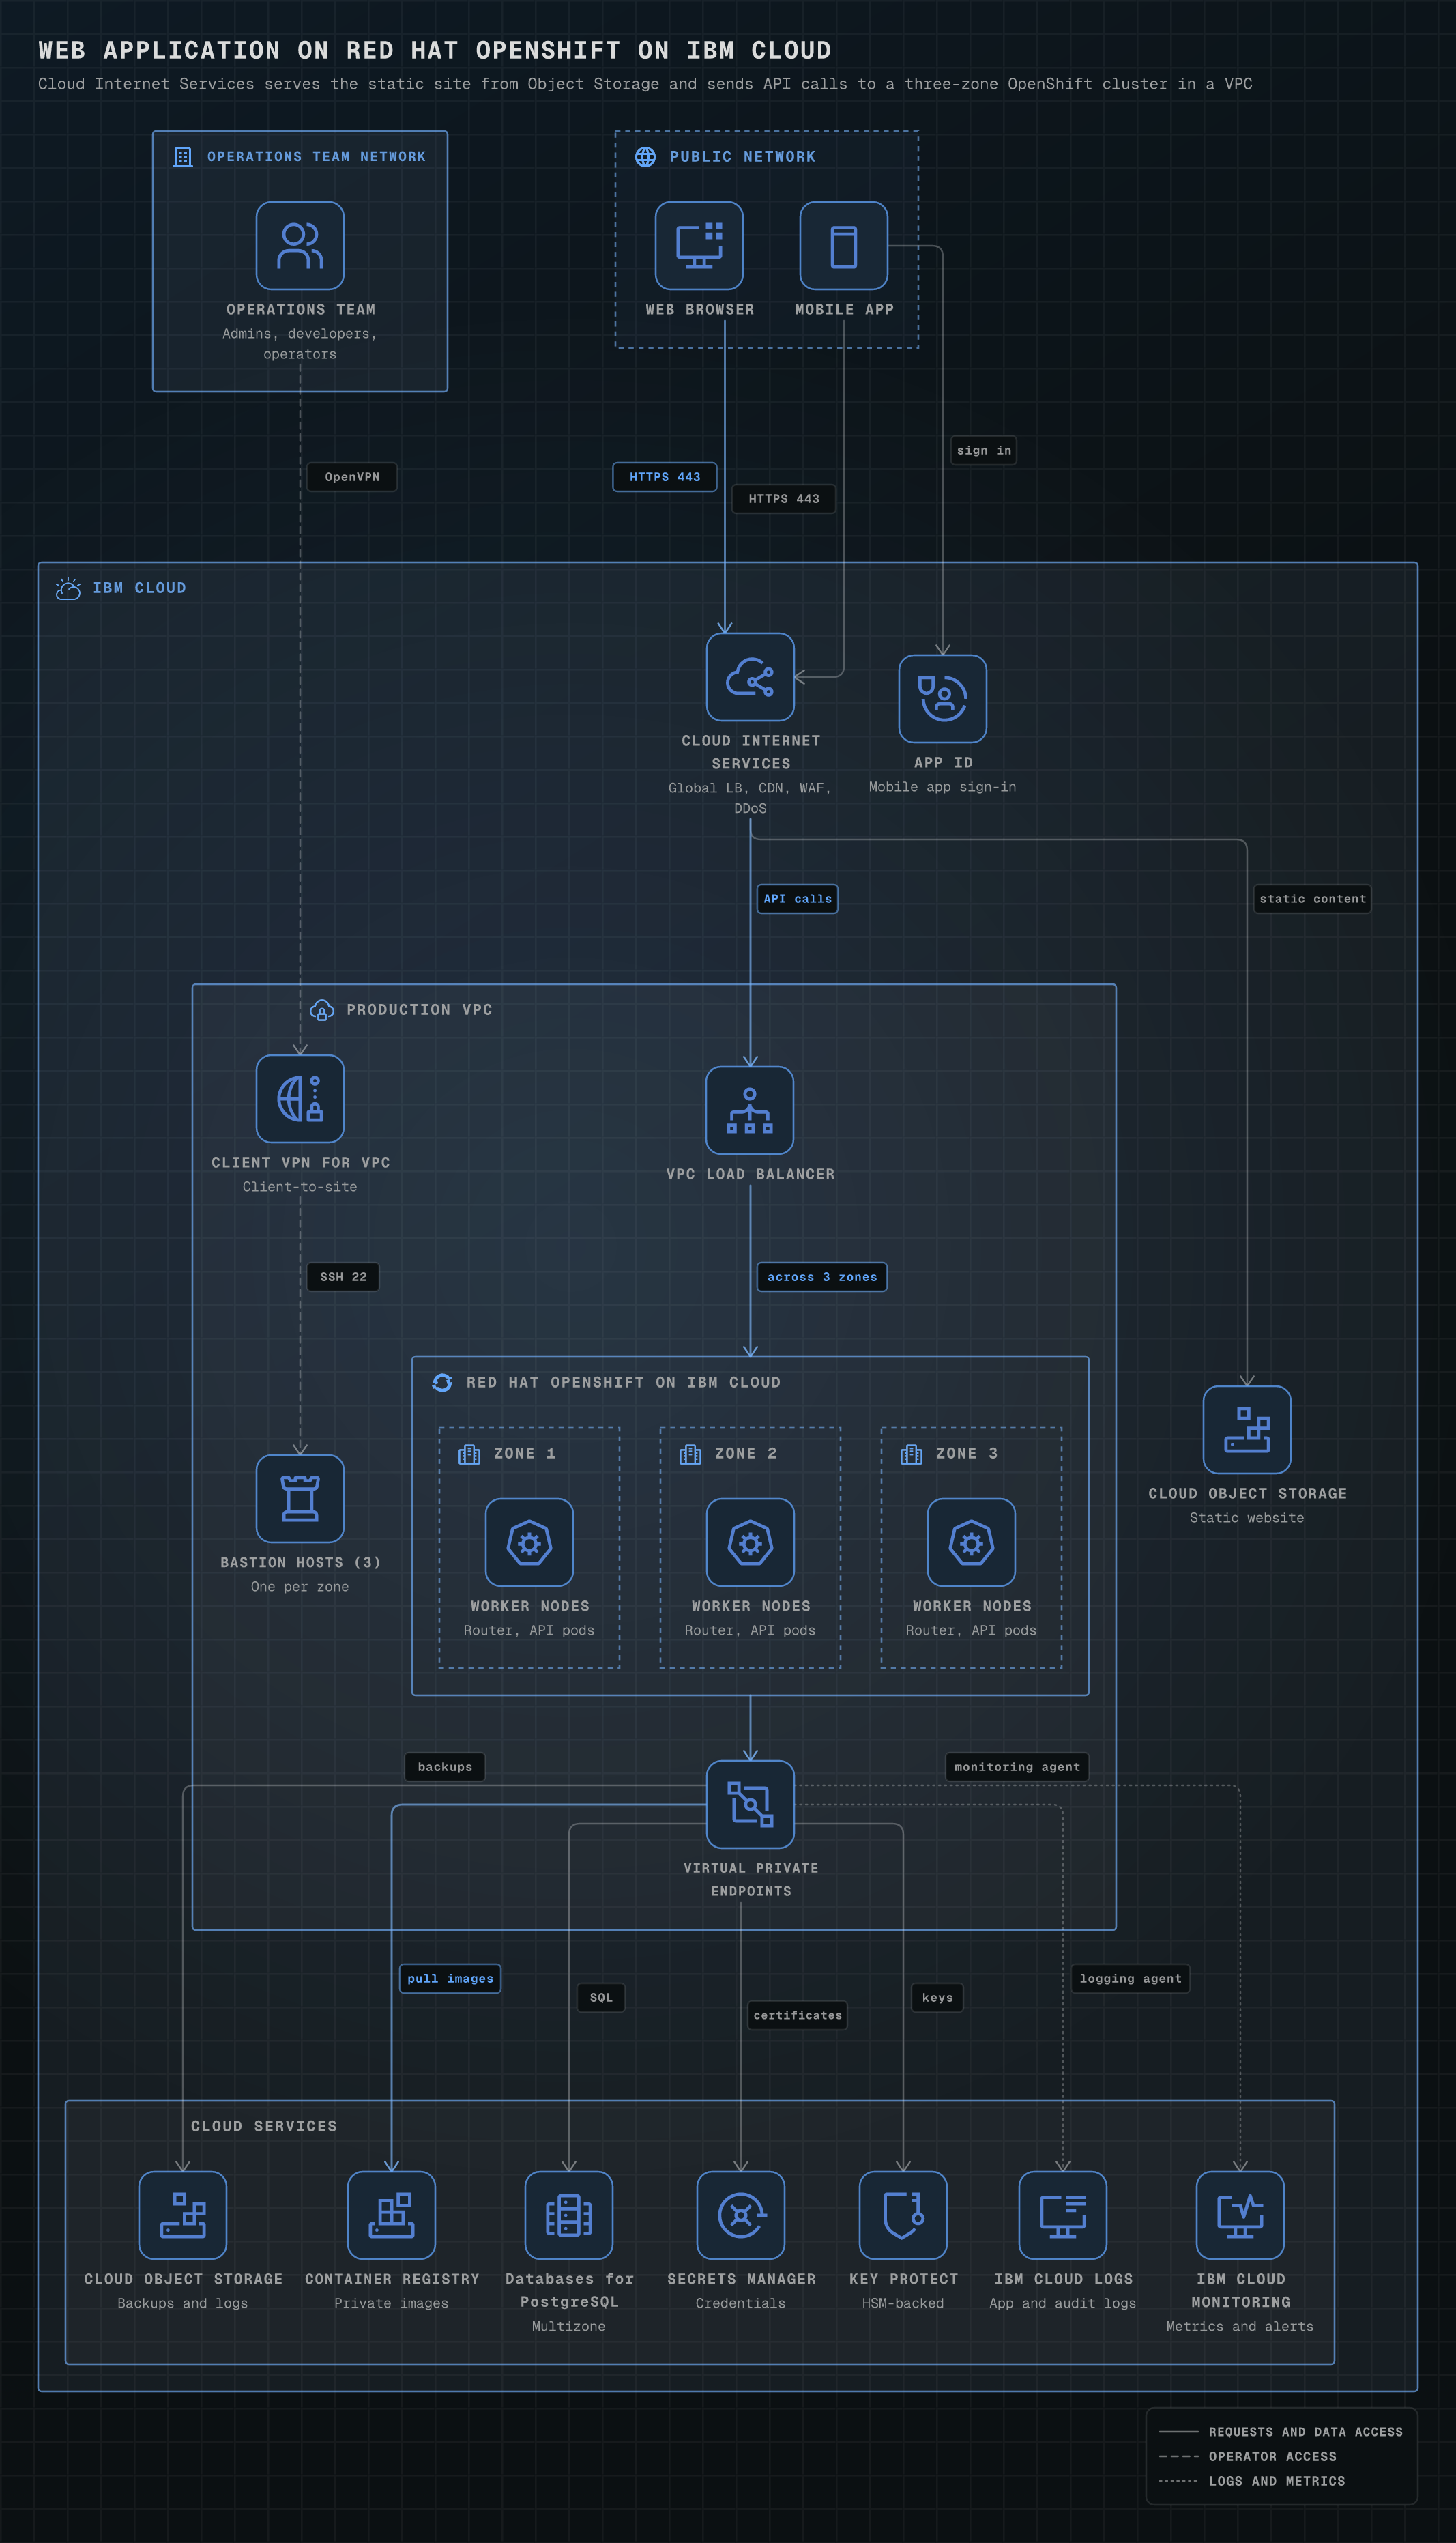 WEB APPLICATION ON RED HAT OPENSHIFT ON IBM CLOUD
Cloud Internet Services serves the static site from Object Storage and sends API calls to a three-zone OpenShift cluster in a VPC
OPERATIONS TEAM NETWORK
OPERATIONS TEAM
Admins, developers,
operators
PUBLIC NETWORK
WEB BROWSER
MOBILE APP
sign in
OpenVPN
HTTPS 443
HTTPS 443
IBM CLOUD
CLOUD INTERNET
SERVICES
Global LB, CDN, WAF,
DDoS
APP ID
Mobile app sign-in
API calls
static content
PRODUCTION VPC
CLIENT VPN FOR VPC
Client-to-site
VPC LOAD BALANCER
SSH 22
across 3 zones
RED HAT OPENSHIFT ON IBM CLOUD
ZONE 1
ZONE 2
ZONE 3
WORKER NODES
Router, API pods
WORKER NODES
Router, API pods
WORKER NODES
Router, API pods
BASTION HOSTS (3)
One per zone
CLOUD OBJECT STORAGE
Static website
backups
monitoring agent
VIRTUAL PRIVATE
ENDPOINTS
pull images
SQL
certificates
keys
logging agent
CLOUD SERVICES
CLOUD OBJECT STORAGE
Backups and logs
CONTAINER REGISTRY
Private images
Databases for
PostgreSQL
Multizone
SECRETS MANAGER
Credentials
KEY PROTECT
HSM-backed
IBM CLOUD LOGS
App and audit logs
IBM CLOUD
MONITORING
Metrics and alerts
REQUESTS AND DATA ACCESS
OPERATOR ACCESS
LOGS AND METRICS